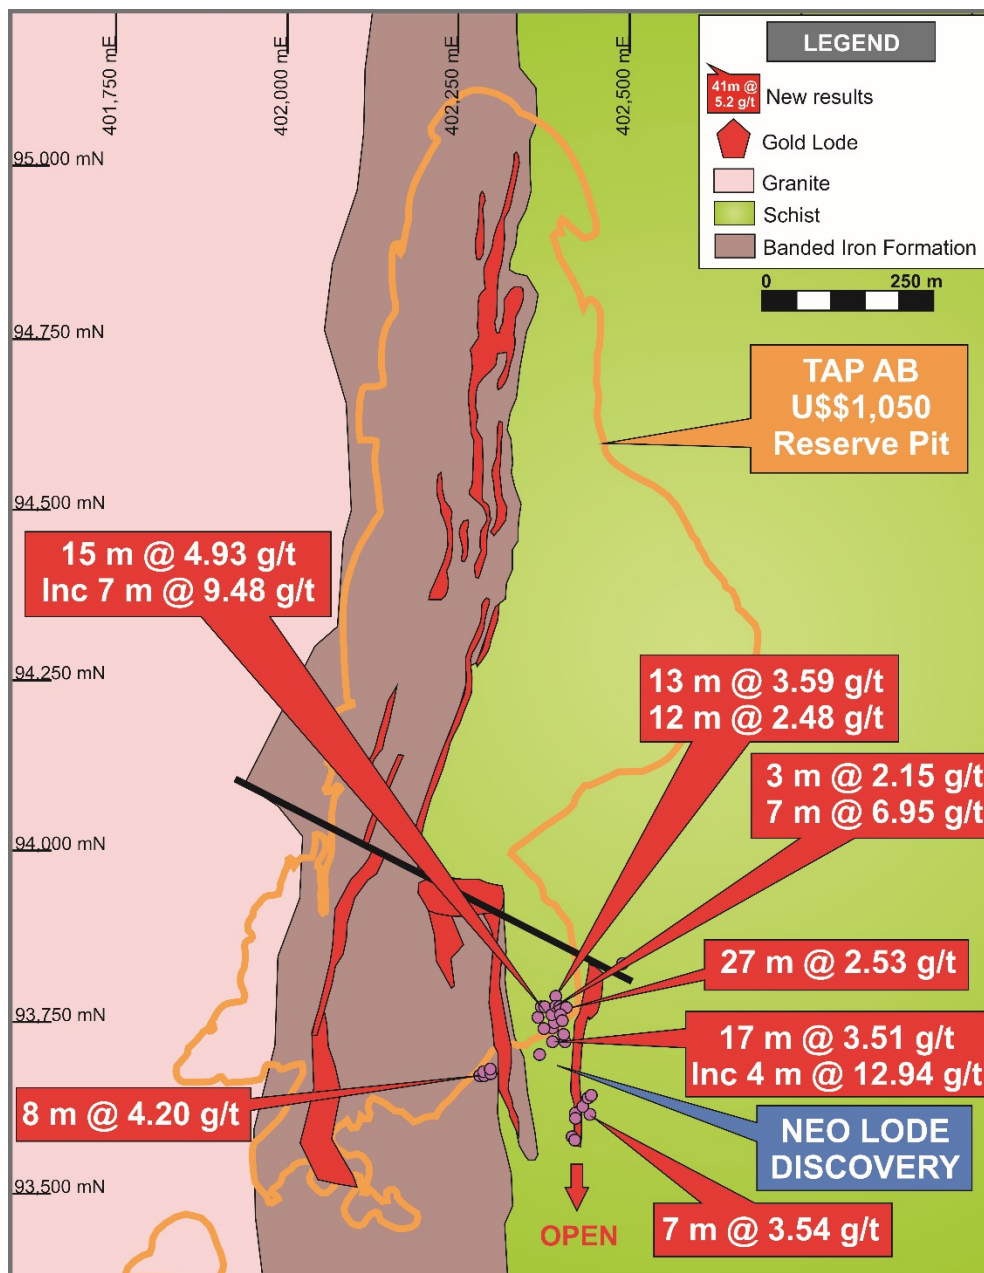 401,750 mE
402,000 mE
402,250 mE
402,500 mE
LEGEND
41m @
5.2 g/t
New results
Gold Lode
Granite
Schist
Banded Iron Formation
0
250 m
95,000 mN
94,750 mN
94,500 mN
94,250 mN
94,000 mN
93,750 mN
93,500 mN
TAP AB
U$$1,050
Reserve Pit
15 m @ 4.93 g/t
Inc 7 m @ 9.48 g/t
13 m @ 3.59 g/t
12 m @ 2.48 g/t
3 m @ 2.15 g/t
7 m @ 6.95 g/t
27 m @ 2.53 g/t
17 m @ 3.51 g/t
Inc 4 m @ 12.94 g/t
8 m @ 4.20 g/t
NEO LODE
DISCOVERY
7 m @ 3.54 g/t
OPEN